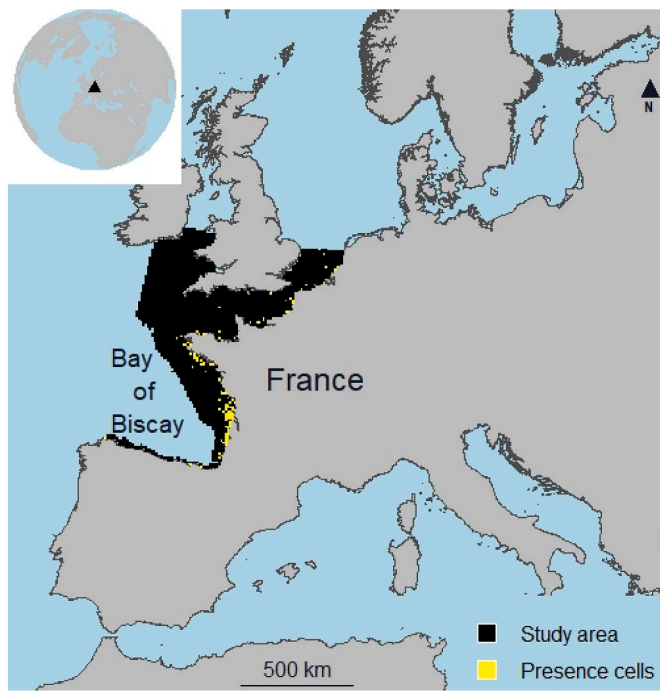 N
Bay
of
Biscay
France
Study area
500 km
Presence cells